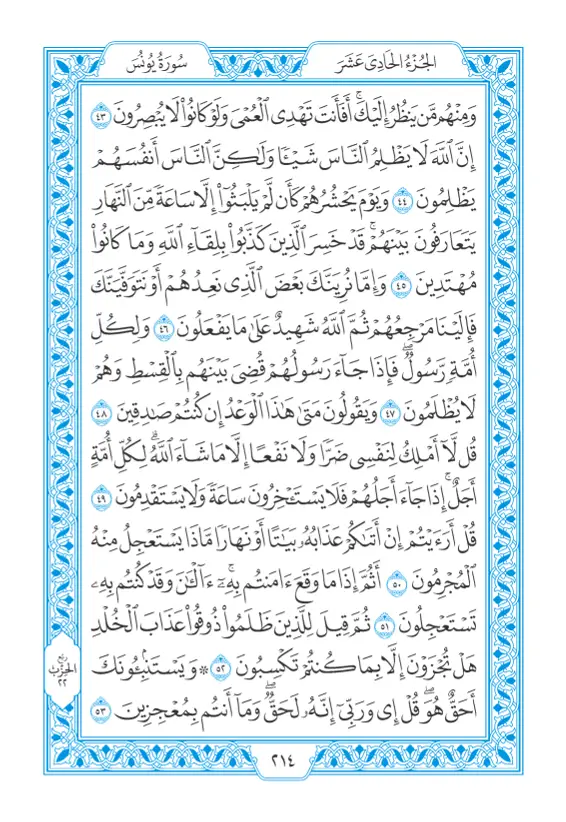 الجُزْءُ الحَادِي عَشَرَ
سُورَةُ يُونُسَ
وَمِنْهُم مَّن يَنظُرُ إِلَيْكَۚ أَفَأَنتَ تَهْدِي ٱلْعُمْيَ وَلَوْ كَانُوا۟ لَا يُبْصِرُونَ ٤٣
إِنَّ ٱللَّهَ لَا يَظْلِمُ ٱلنَّاسَ شَيْـًٔا وَلَٰكِنَّ ٱلنَّاسَ أَنفُسَهُمْ
يَظْلِمُونَ ٤٤ وَيَوْمَ يَحْشُرُهُمْ كَأَن لَّمْ يَلْبَثُوٓا۟ إِلَّا سَاعَةً مِّنَ ٱلنَّهَارِ
يَتَعَارَفُونَ بَيْنَهُمْۚ قَدْ خَسِرَ ٱلَّذِينَ كَذَّبُوا۟ بِلِقَآءِ ٱللَّهِ وَمَا كَانُوا۟
مُهْتَدِينَ ٤٥ وَإِمَّا نُرِيَنَّكَ بَعْضَ ٱلَّذِي نَعِدُهُمْ أَوْ نَتَوَفَّيَنَّكَ
فَإِلَيْنَا مَرْجِعُهُمْ ثُمَّ ٱللَّهُ شَهِيدٌ عَلَىٰ مَا يَفْعَلُونَ ٤٦ وَلِكُلِّ
أُمَّةٍ رَّسُولٌۖ فَإِذَا جَآءَ رَسُولُهُمْ قُضِيَ بَيْنَهُم بِٱلْقِسْطِ وَهُمْ
لَا يُظْلَمُونَ ٤٧ وَيَقُولُونَ مَتَىٰ هَٰذَا ٱلْوَعْدُ إِن كُنتُمْ صَٰدِقِينَ ٤٨
قُل لَّآ أَمْلِكُ لِنَفْسِي ضَرًّا وَلَا نَفْعًا إِلَّا مَا شَآءَ ٱللَّهُۗ لِكُلِّ أُمَّةٍ
أَجَلٌۚ إِذَا جَآءَ أَجَلُهُمْ فَلَا يَسْتَـْٔخِرُونَ سَاعَةً وَلَا يَسْتَقْدِمُونَ ٤٩
قُلْ أَرَءَيْتُمْ إِنْ أَتَىٰكُمْ عَذَابُهُۥ بَيَٰتًا أَوْ نَهَارًا مَّاذَا يَسْتَعْجِلُ مِنْهُ
ٱلْمُجْرِمُونَ ٥٠ أَثُمَّ إِذَا مَا وَقَعَ ءَامَنتُم بِهِۦٓۚ ءَآلْـَٰٔنَ وَقَدْ كُنتُم بِهِۦ
تَسْتَعْجِلُونَ ٥١ ثُمَّ قِيلَ لِلَّذِينَ ظَلَمُوا۟ ذُوقُوا۟ عَذَابَ ٱلْخُلْدِ
هَلْ تُجْزَوْنَ إِلَّا بِمَا كُنتُمْ تَكْسِبُونَ ٥٢ ۞ وَيَسْتَنۢبِـُٔونَكَ
أَحَقٌّ هُوَۖ قُلْ إِي وَرَبِّيٓ إِنَّهُۥ لَحَقٌّۖ وَمَآ أَنتُم بِمُعْجِزِينَ ٥٣
ربع
الحزب
٢٢
٢١٤